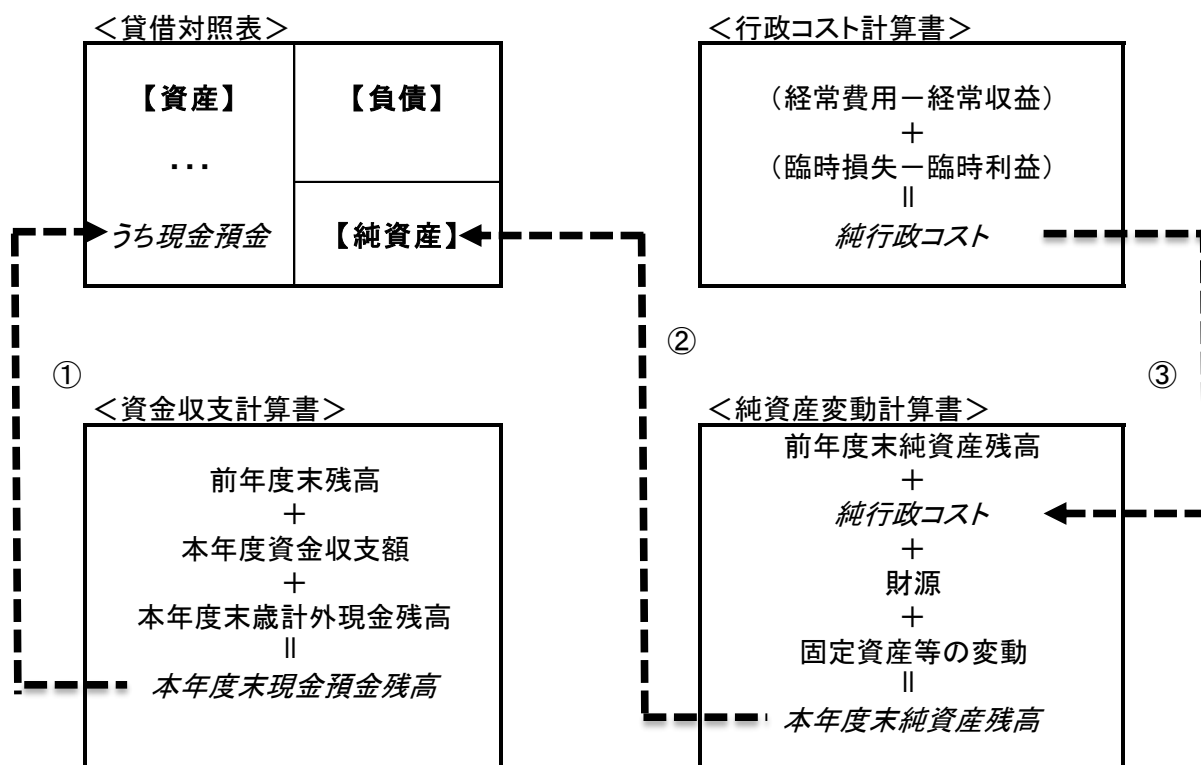 ＜貸借対照表＞
【資産】
【負債】
・・・
うち現金預金
【純資産】
＜行政コスト計算書＞
（経常費用－経常収益）
＋
（臨時損失－臨時利益）
॥
純行政コスト
①
②
③
＜資金収支計算書＞
前年度末残高
＋
本年度資金収支額
＋
本年度末歳計外現金残高
॥
本年度末現金預金残高
＜純資産変動計算書＞
前年度末純資産残高
＋
純行政コスト
＋
財源
＋
固定資産等の変動
॥
本年度末純資産残高